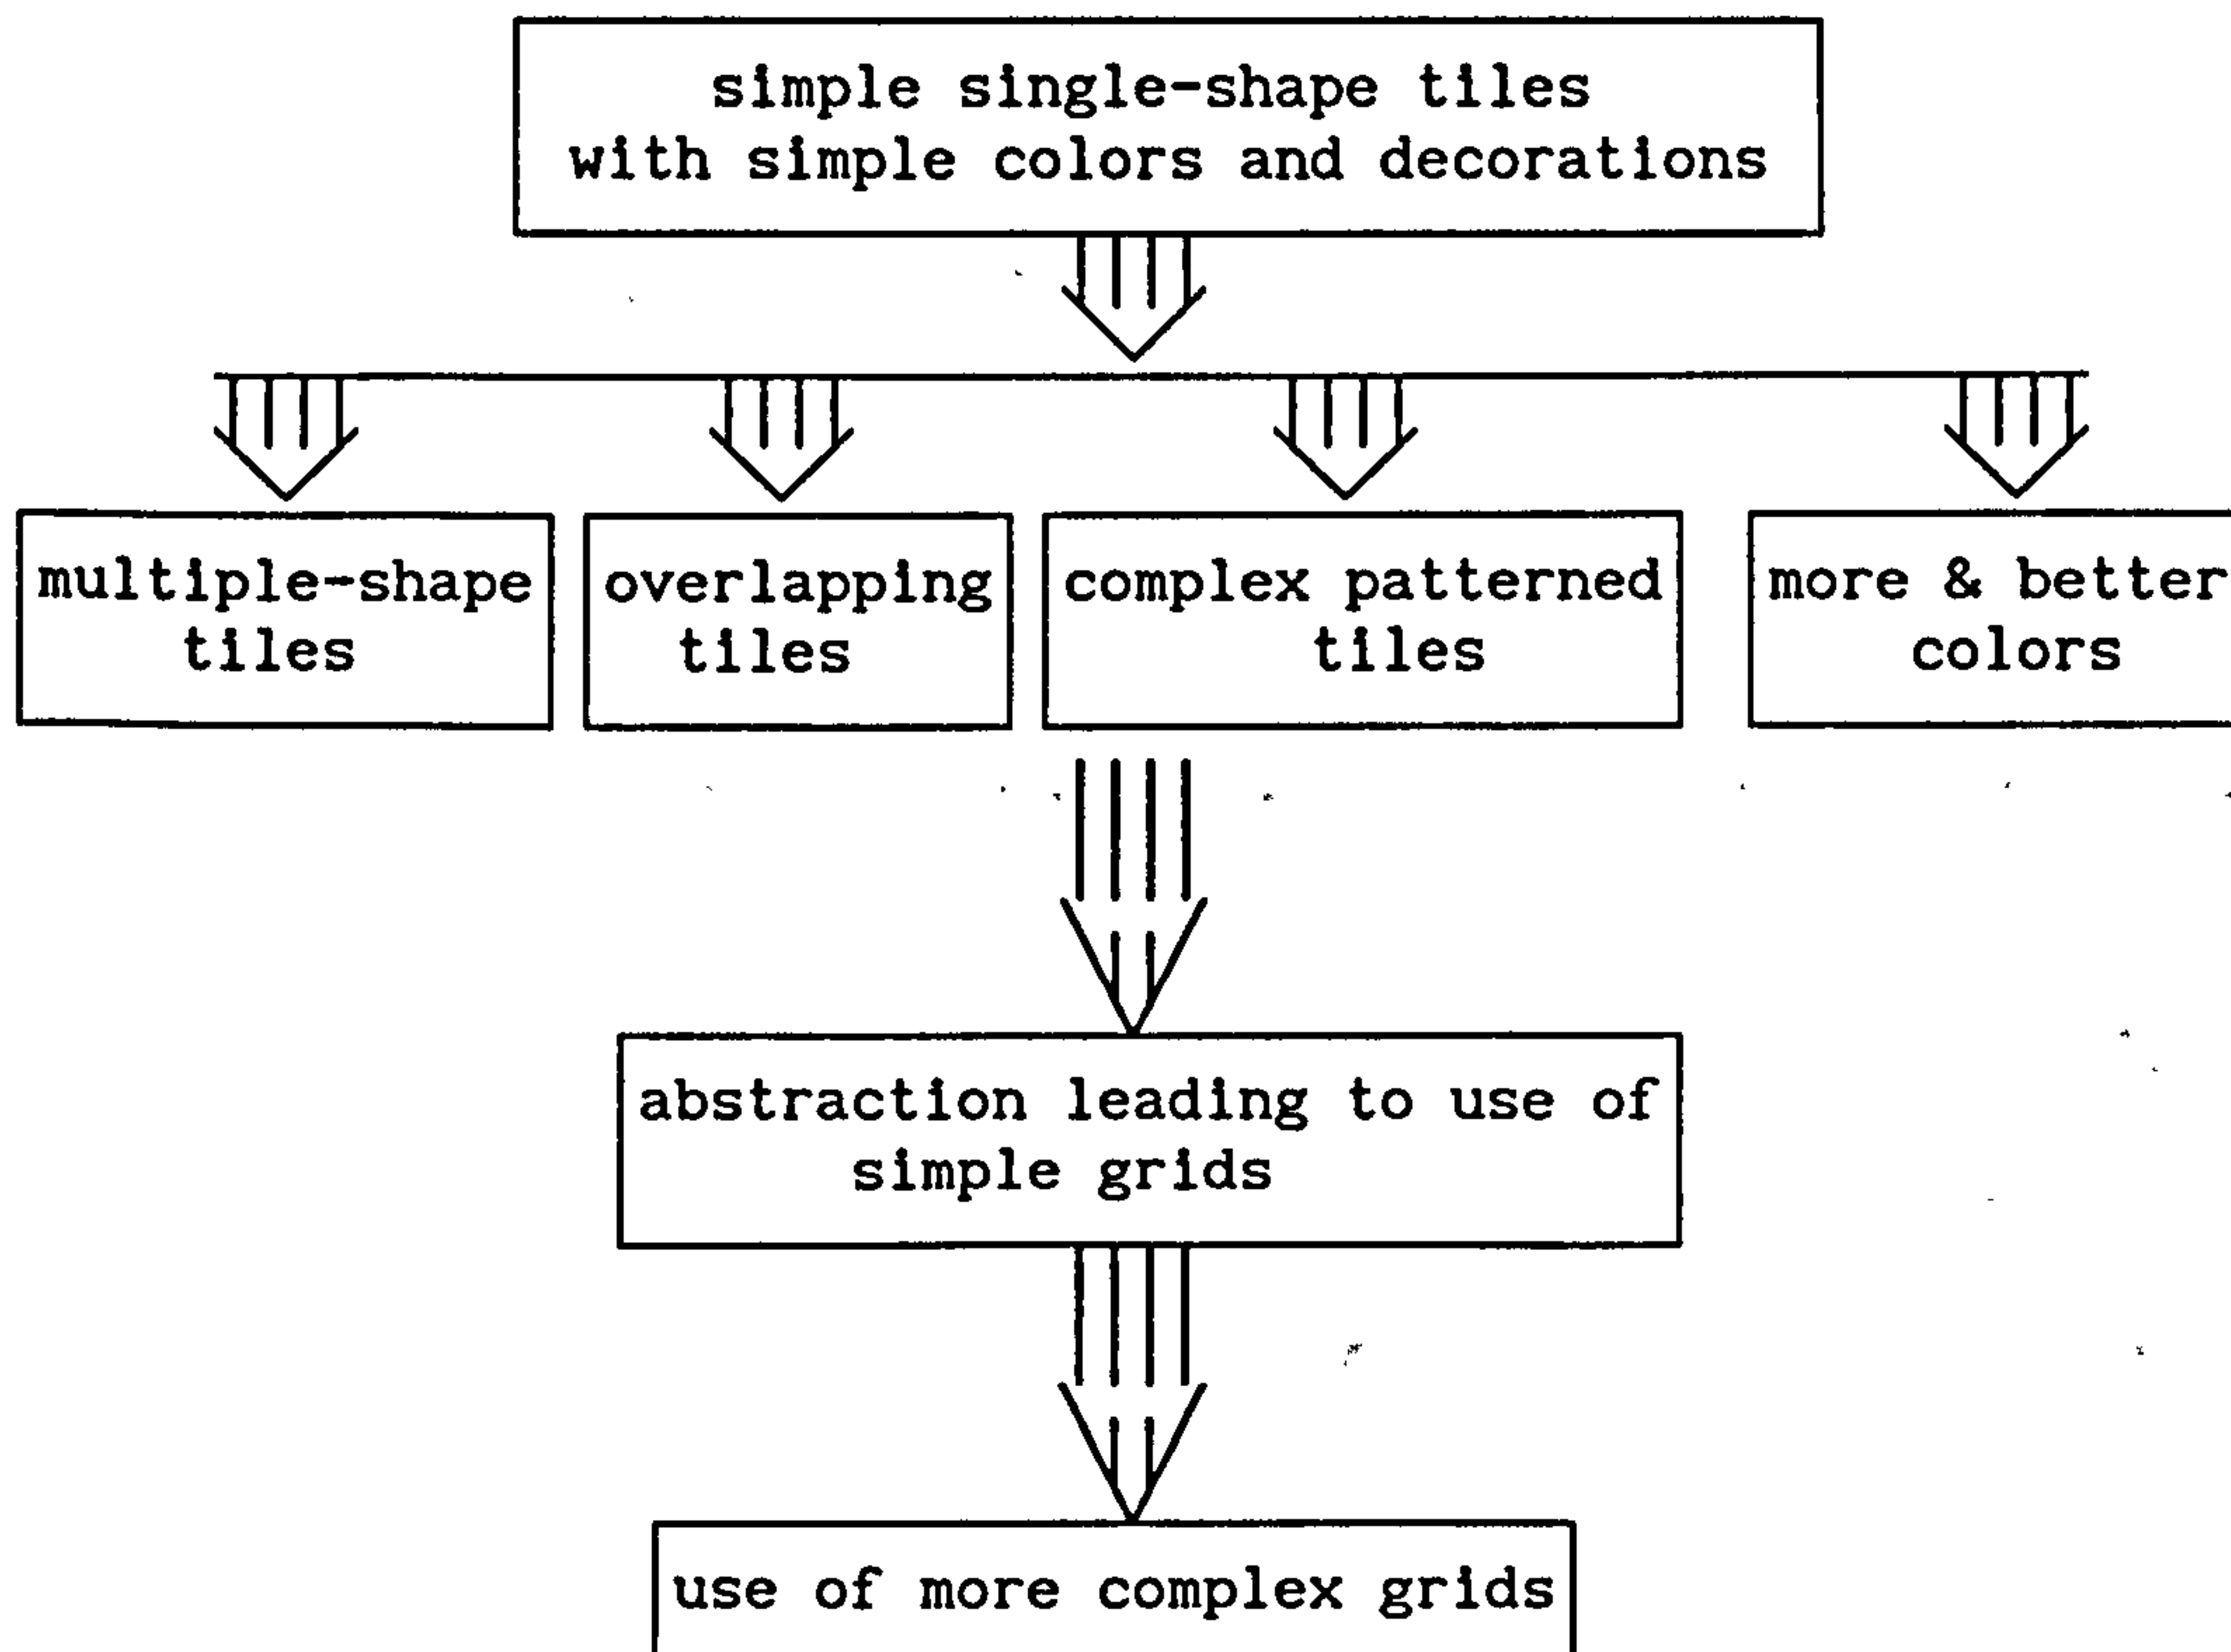 simple single-shape tiles
with simple colors and decorations
multiple-shape
tiles
overlapping
tiles
complex patterned
tiles
more & better
colors
abstraction leading to use of
simple grids
use of more complex grids